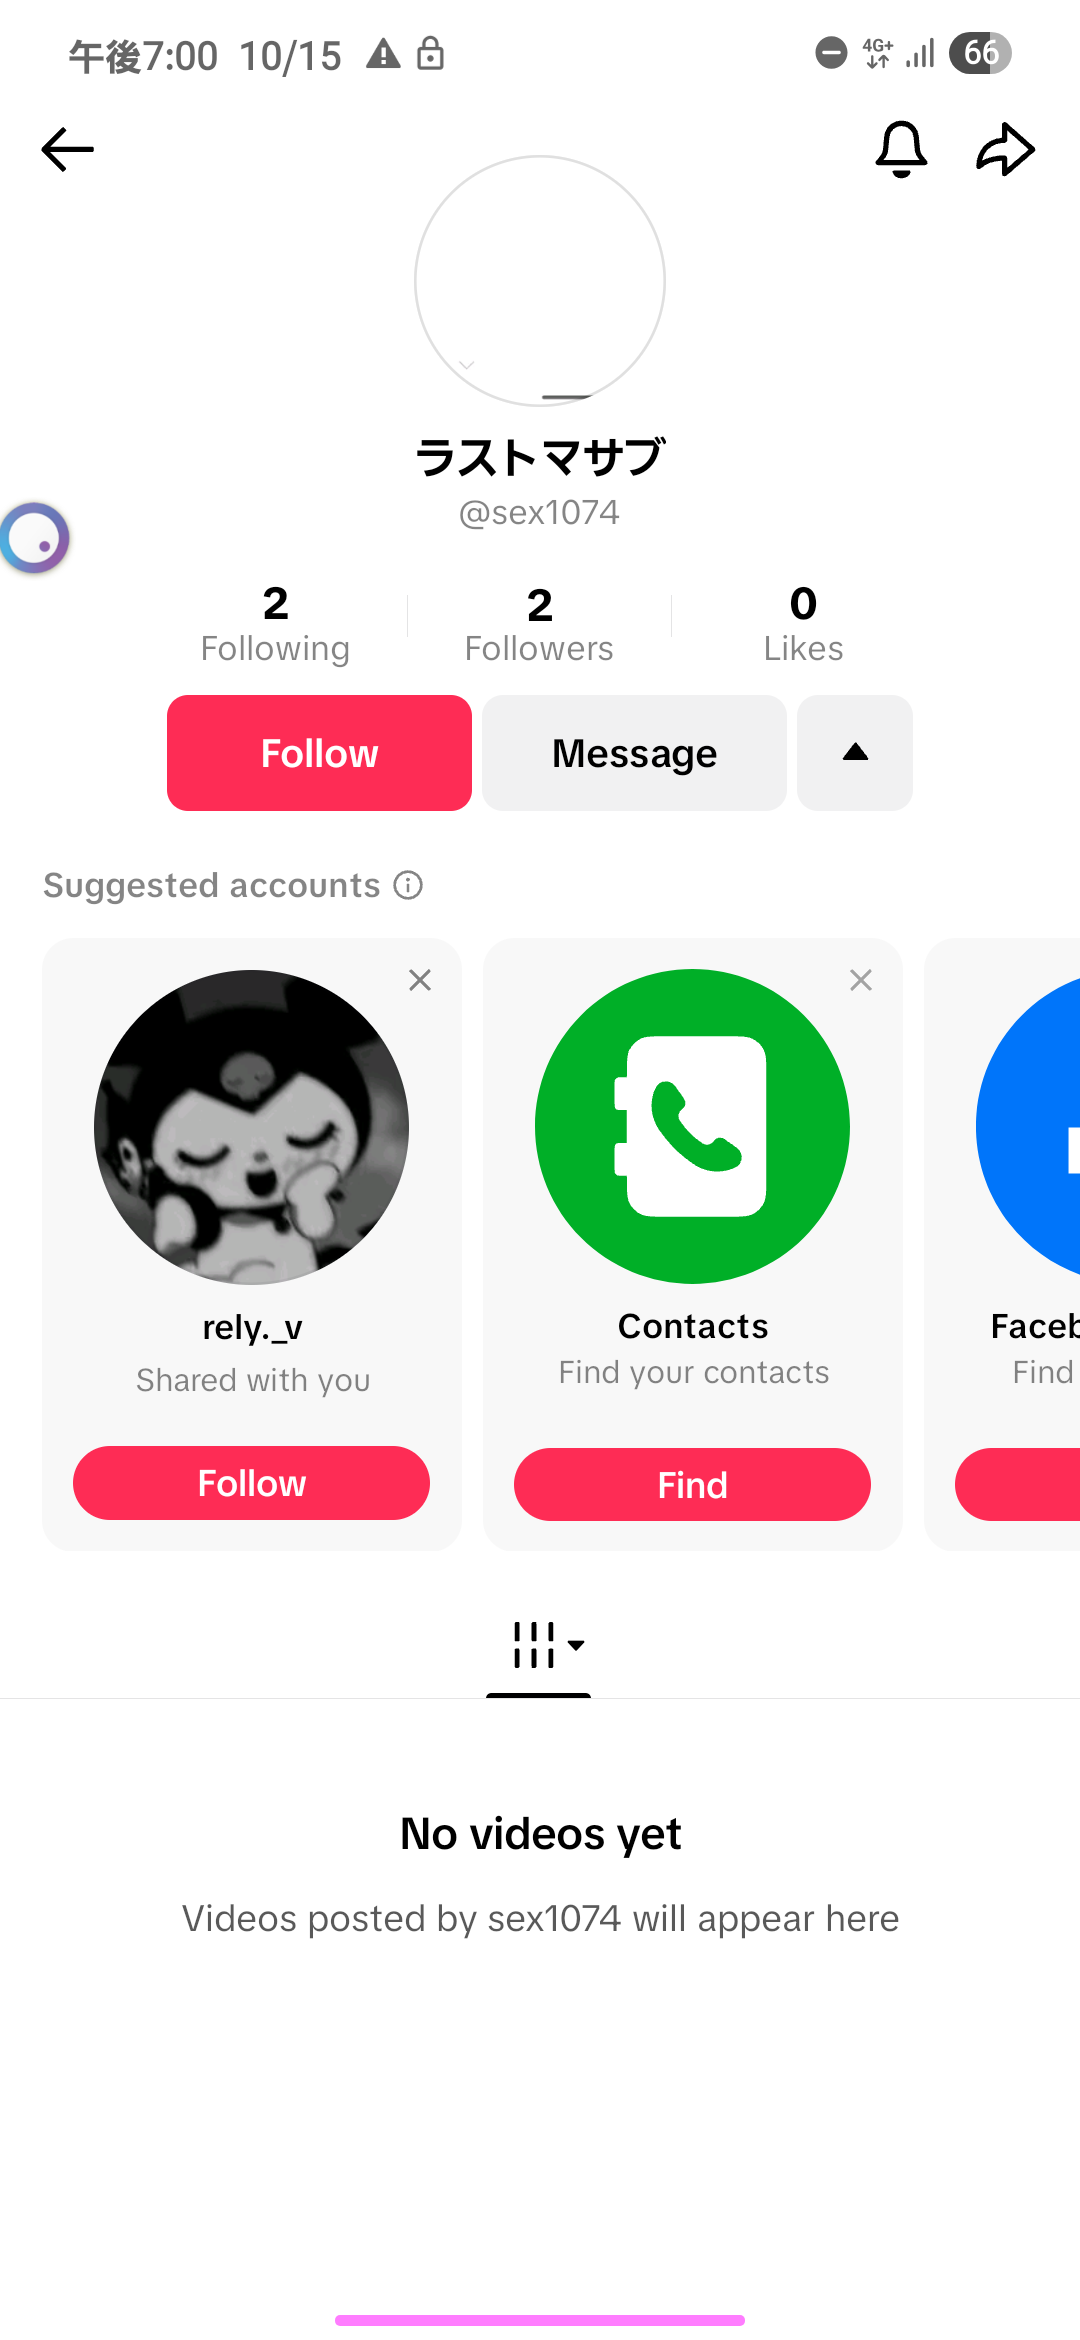 午後7:00 10/15
4G+ 66
ラストマサブ
@sex1074
2 2 0
Following Followers Likes
Follow Message
Suggested accounts
rely._v Contacts Faceb
Shared with you Find your contacts Find
Follow Find
No videos yet
Videos posted by sex1074 will appear here